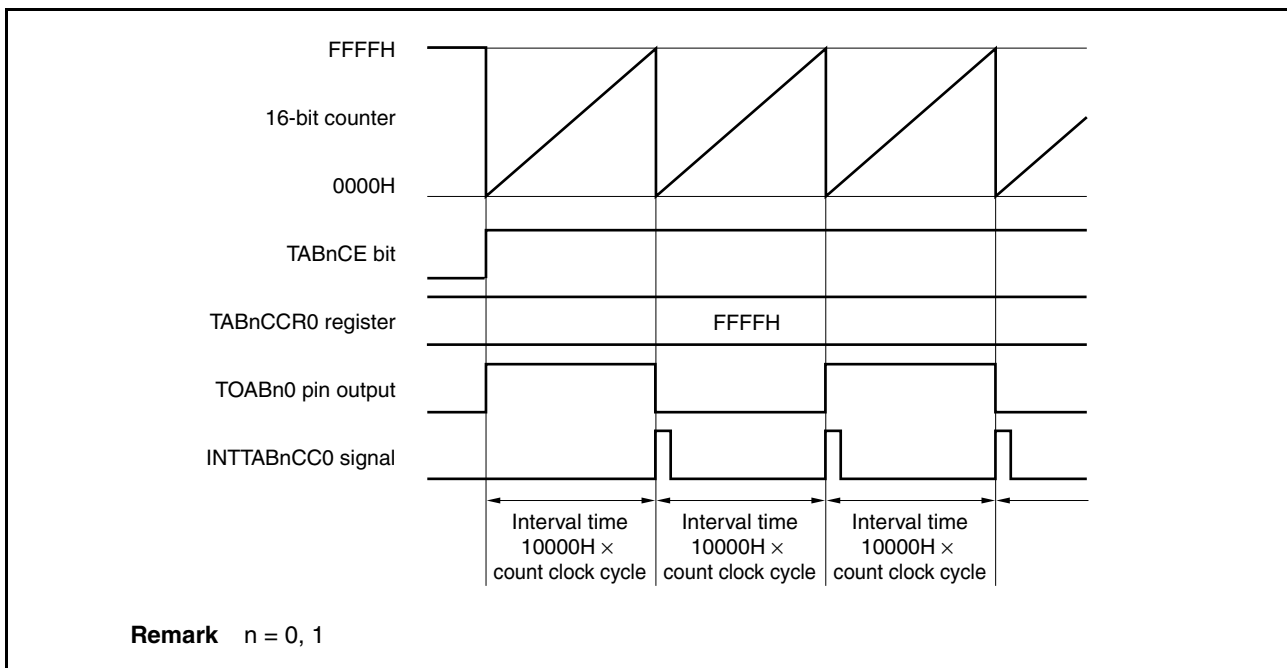 FFFFH
16-bit counter
0000H
TABnCE bit
TABnCCR0 register
FFFFH
TOABn0 pin output
INTTABnCC0 signal
Interval time
10000H ×
count clock cycle
Interval time
10000H ×
count clock cycle
Interval time
10000H ×
count clock cycle
Remark n = 0, 1